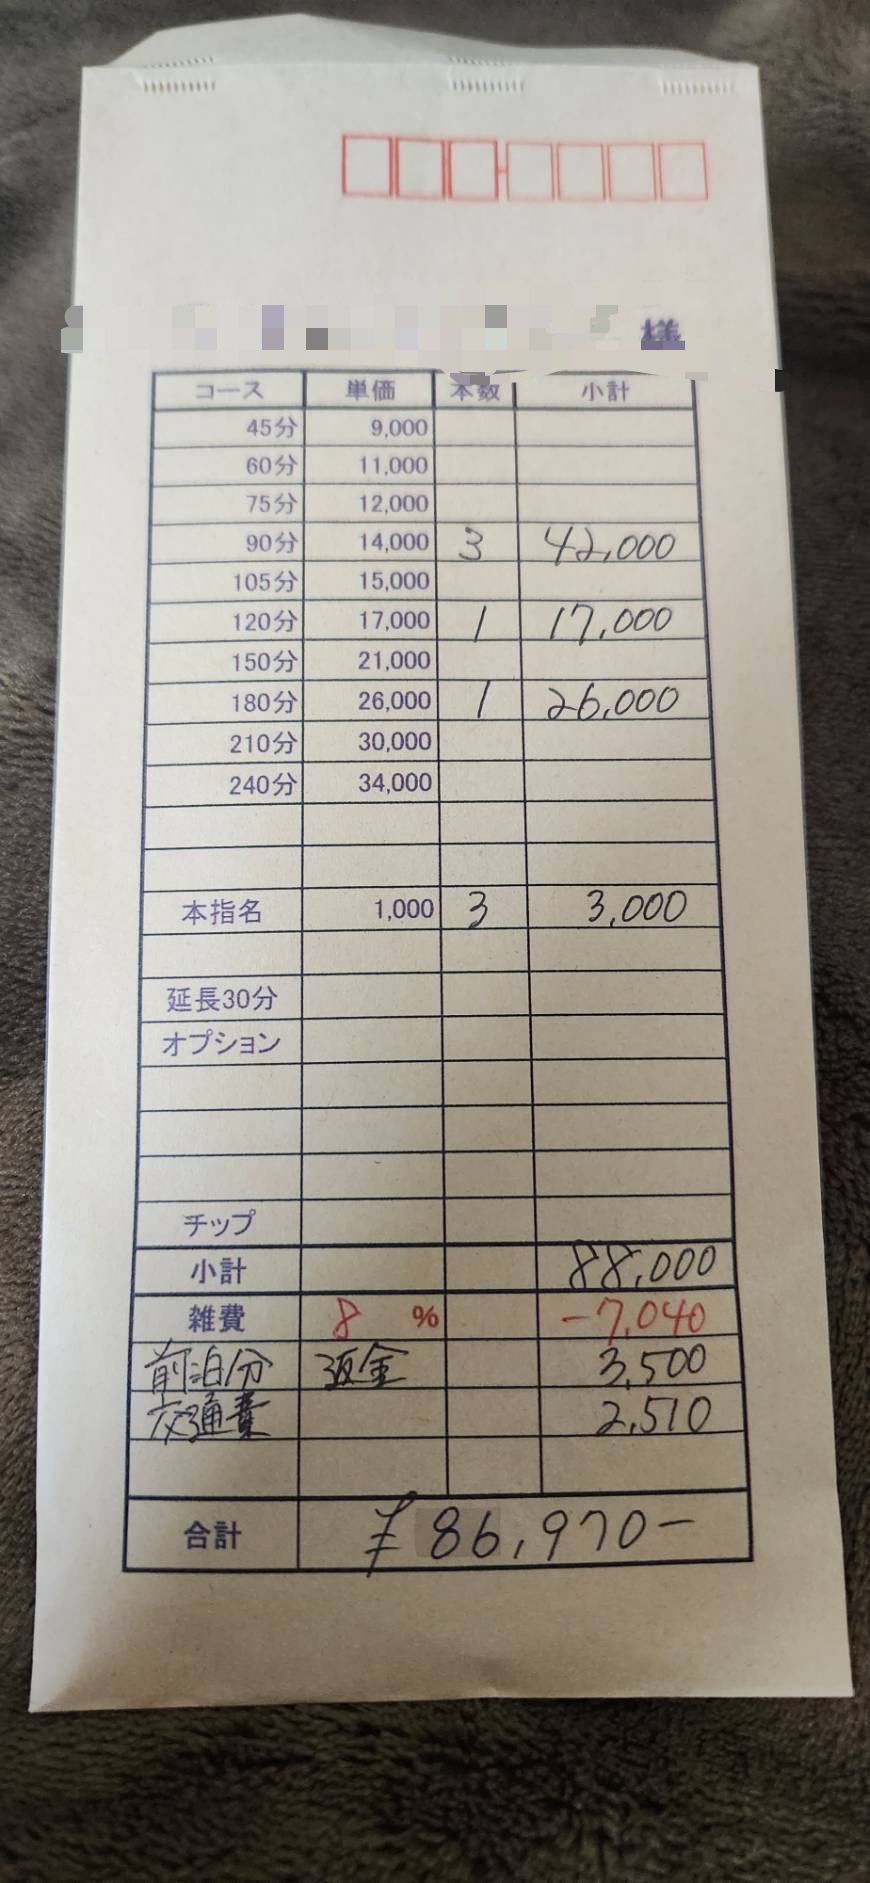 様
コース 単価 本数 小計
45分 9,000
60分 11,000
75分 12,000
90分 14,000 3 42,000
105分 15,000
120分 17,000 1 17,000
150分 21,000
180分 26,000 1 26,000
210分 30,000
240分 34,000
本指名 1,000 3 3,000
延長30分
オプション
チップ
小計 88,000
雑費 8 % -7,040
前泊分 返金 3,500
交通費 2,510
合計 ¥86,970-